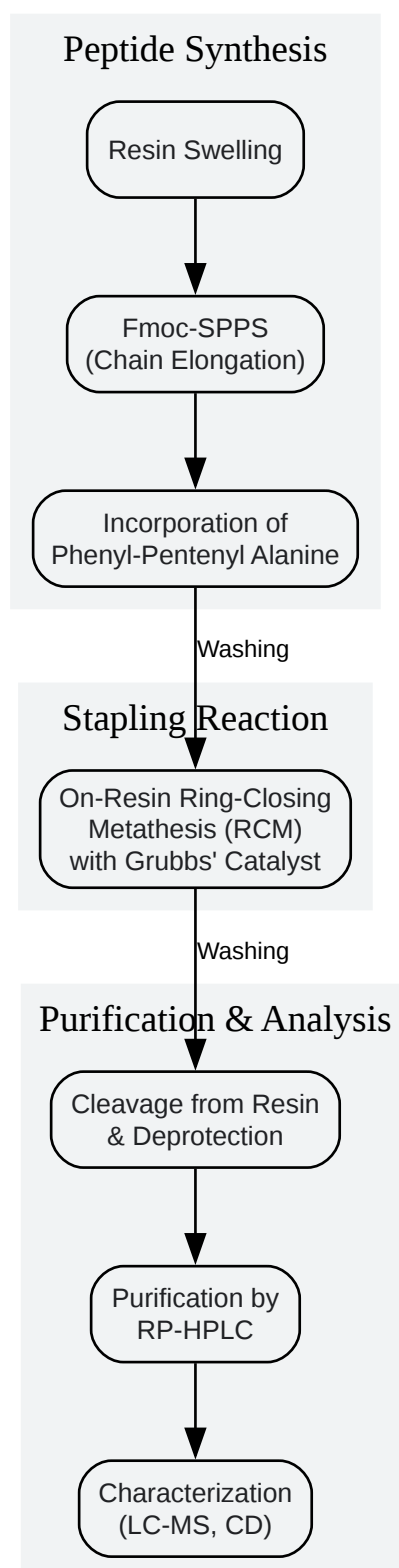 Peptide Synthesis
Resin Swelling
Fmoc-SPPS
(Chain Elongation)
Incorporation of
Phenyl-Pentenyl Alanine
Washing
Stapling Reaction
On-Resin Ring-Closing
Metathesis (RCM)
with Grubbs' Catalyst
Washing
Purification & Analysis
Cleavage from Resin
& Deprotection
Purification by
RP-HPLC
Characterization
(LC-MS, CD)